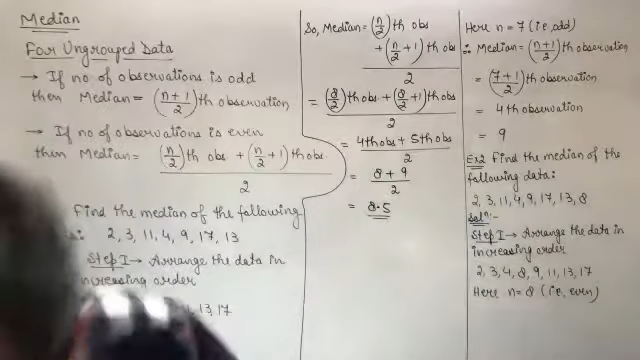 Median
For Ungrouped Data
→ If no of observations is odd
then Median = (n+1/2)th observation
→ If no of observations is even
then Median = (n/2)th obs + (n/2 + 1)th obs
2
Find the median of the following
: 2, 3, 11, 4, 9, 17, 13
Step I → Arrange the data in
increasing order
13, 17
Here n = 7 (i.e, odd)
∴ Median = (n+1/2)th observation
= (7+1/2)th observation
= 4th observation
= 9
Ex2 Find the median of the
following data:
2, 3, 11, 4, 9, 17, 13, 8
Solⁿ:-
Step I → Arrange the data in
increasing order
2, 3, 4, 8, 9, 11, 13, 17
Here n = 8 (i.e, even)
So, Median = (n/2)th obs
+ (n/2 + 1)th obs
2
= (8/2)th obs + (8/2 + 1)th obs
2
= 4th obs + 5th obs
2
= 8 + 9
2
= 8.5